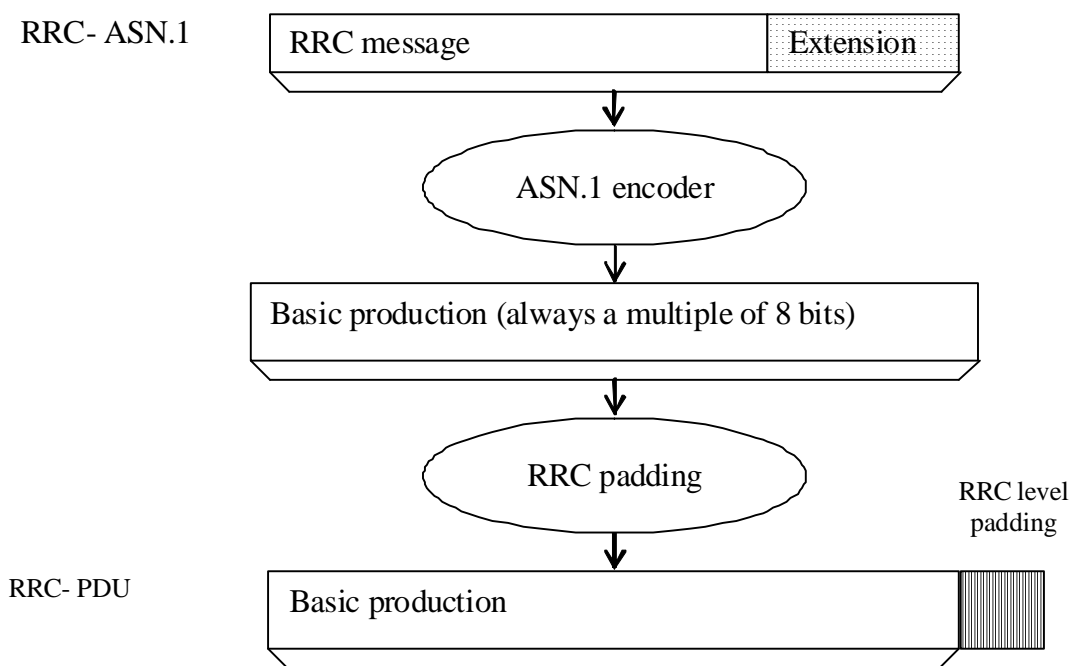 RRC- ASN.1
RRC message
Extension
ASN.1 encoder
Basic production (always a multiple of 8 bits)
RRC padding
RRC level
padding
RRC- PDU
Basic production